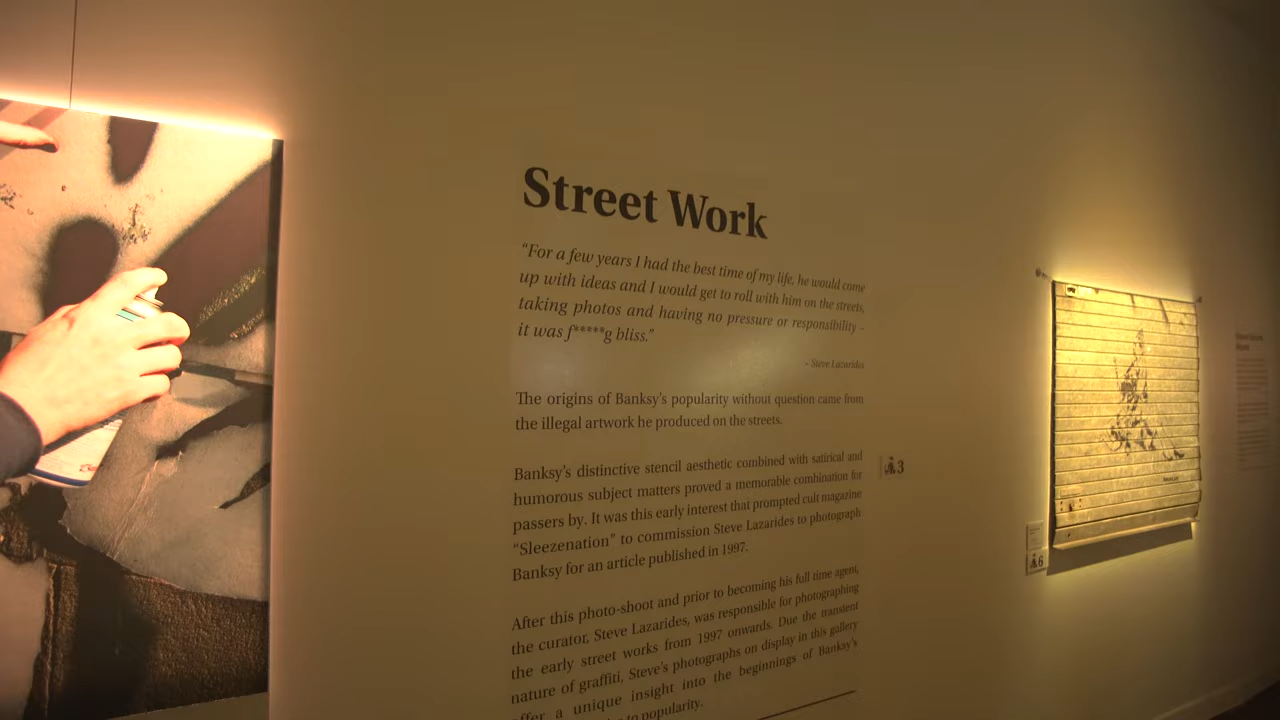 Street Work
“For a few years I had the best time of my life, he would come
up with ideas and I would get to roll with him on the streets,
taking photos and having no pressure or responsibility -
it was f*****g bliss.”
- Steve Lazarides
The origins of Banksy's popularity without question came from
the illegal artwork he produced on the streets.
Banksy's distinctive stencil aesthetic combined with satirical and
humorous subject matters proved a memorable combination for
passers by. It was this early interest that prompted cult magazine
“Sleezenation” to commission Steve Lazarides to photograph
Banksy for an article published in 1997.
After this photo-shoot and prior to becoming his full time agent,
the curator, Steve Lazarides, was responsible for photographing
the early street works from 1997 onwards. Due the transient
nature of graffiti, Steve's photographs on display in this gallery
offer a unique insight into the beginnings of Banksy's
to popularity.
3
6